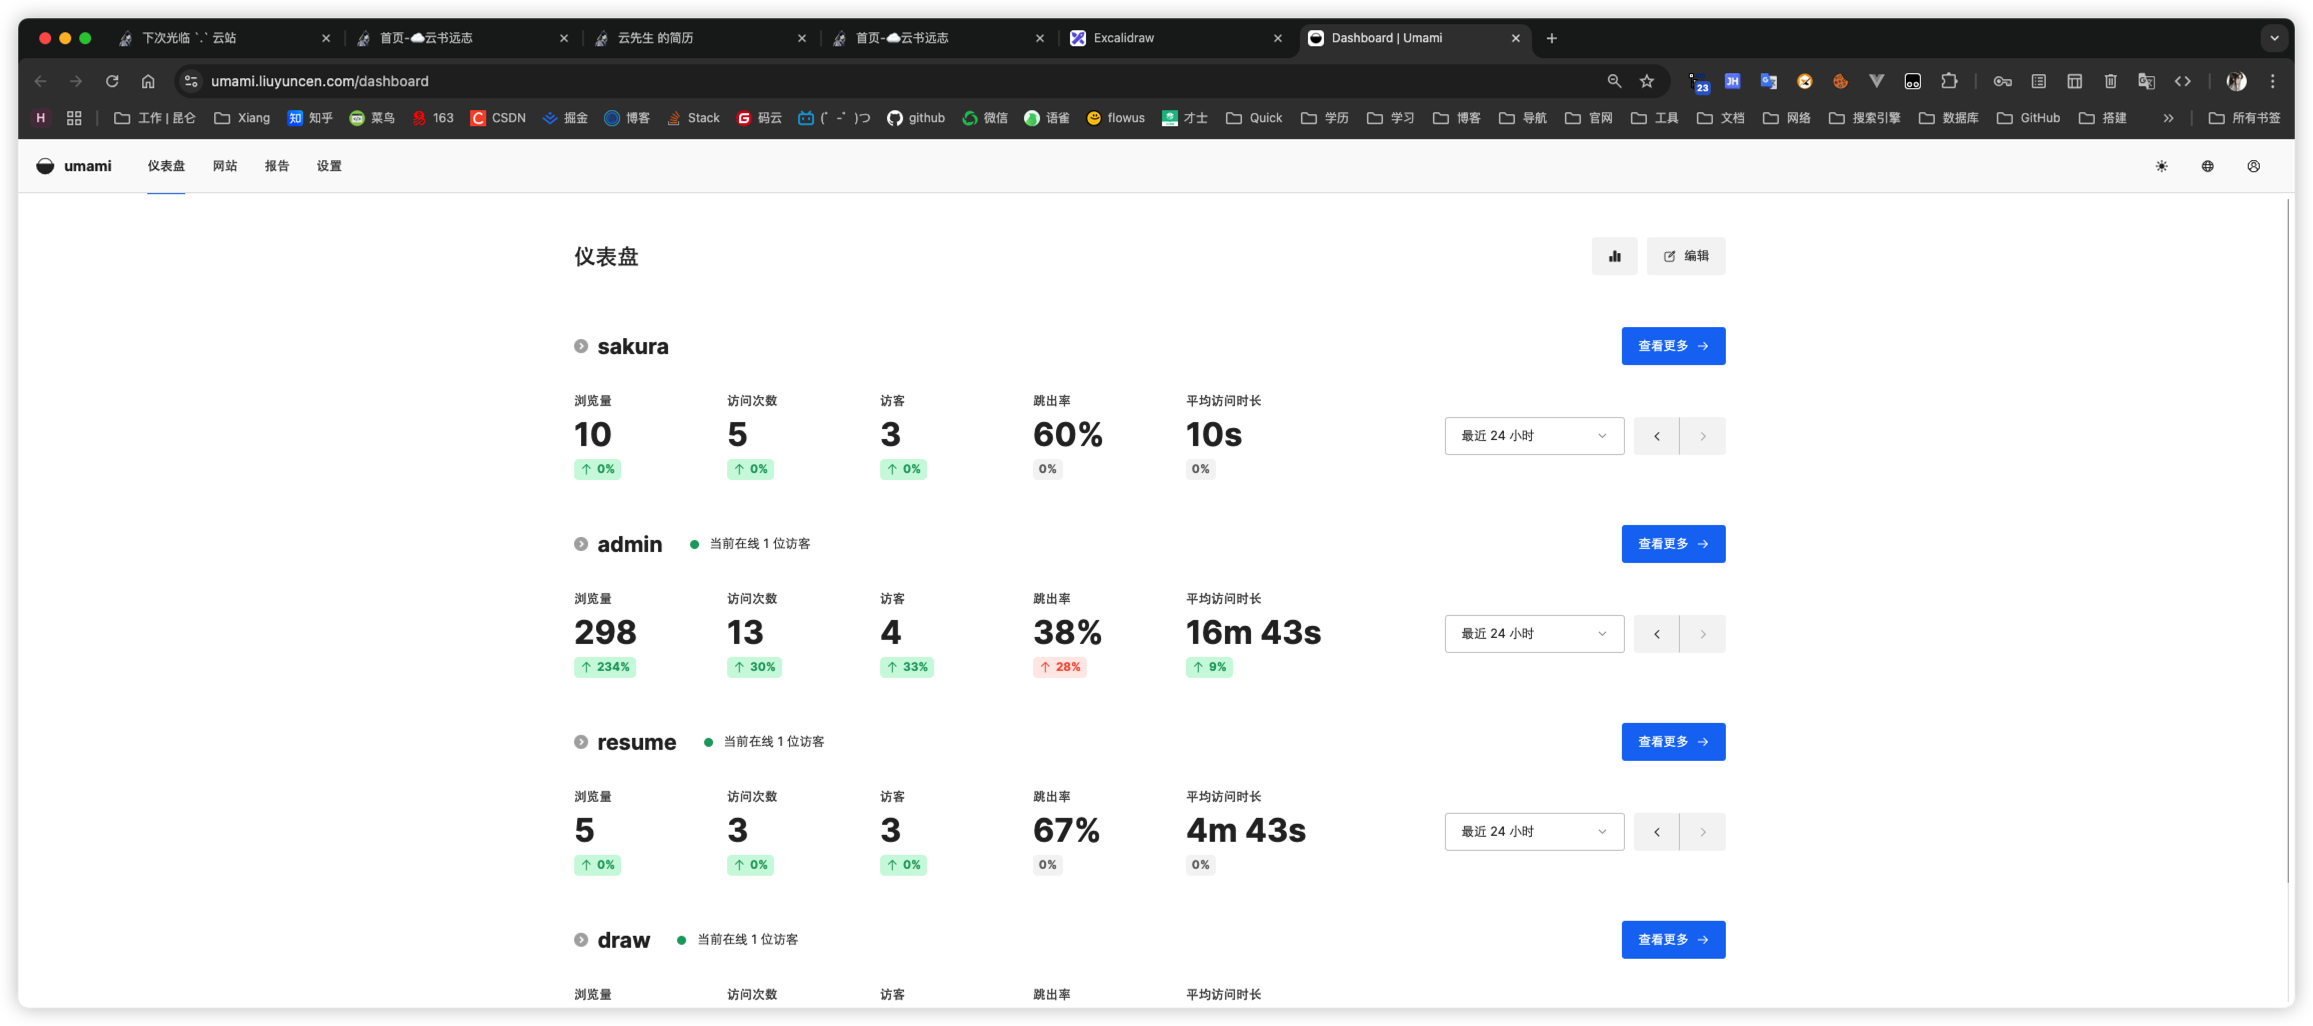 下次光临 `.` 云站
首页-☁️云书远志
云先生 的简历
首页-☁️云书远志
Excalidraw
Dashboard | Umami
umami.liuyuncen.com/dashboard
23
JH
H
工作 | 昆仑
Xiang
知 知乎
菜鸟
163
C CSDN
掘金
博客
Stack
G 码云
(゜-゜)つ
github
微信
语雀
flowus
才士
Quick
学历
学习
博客
导航
官网
工具
文档
网络
搜索引擎
数据库
GitHub
搭建
»
所有书签
umami
仪表盘
网站
报告
设置
仪表盘
编辑
sakura
查看更多 →
浏览量 访问次数 访客 跳出率 平均访问时长
10 5 3 60% 10s
最近 24 小时
↑ 0% ↑ 0% ↑ 0% 0% 0%
admin 当前在线 1 位访客
查看更多 →
浏览量 访问次数 访客 跳出率 平均访问时长
298 13 4 38% 16m 43s
最近 24 小时
↑ 234% ↑ 30% ↑ 33% ↑ 28% ↑ 9%
resume 当前在线 1 位访客
查看更多 →
浏览量 访问次数 访客 跳出率 平均访问时长
5 3 3 67% 4m 43s
最近 24 小时
↑ 0% ↑ 0% ↑ 0% 0% 0%
draw 当前在线 1 位访客
查看更多 →
浏览量 访问次数 访客 跳出率 平均访问时长